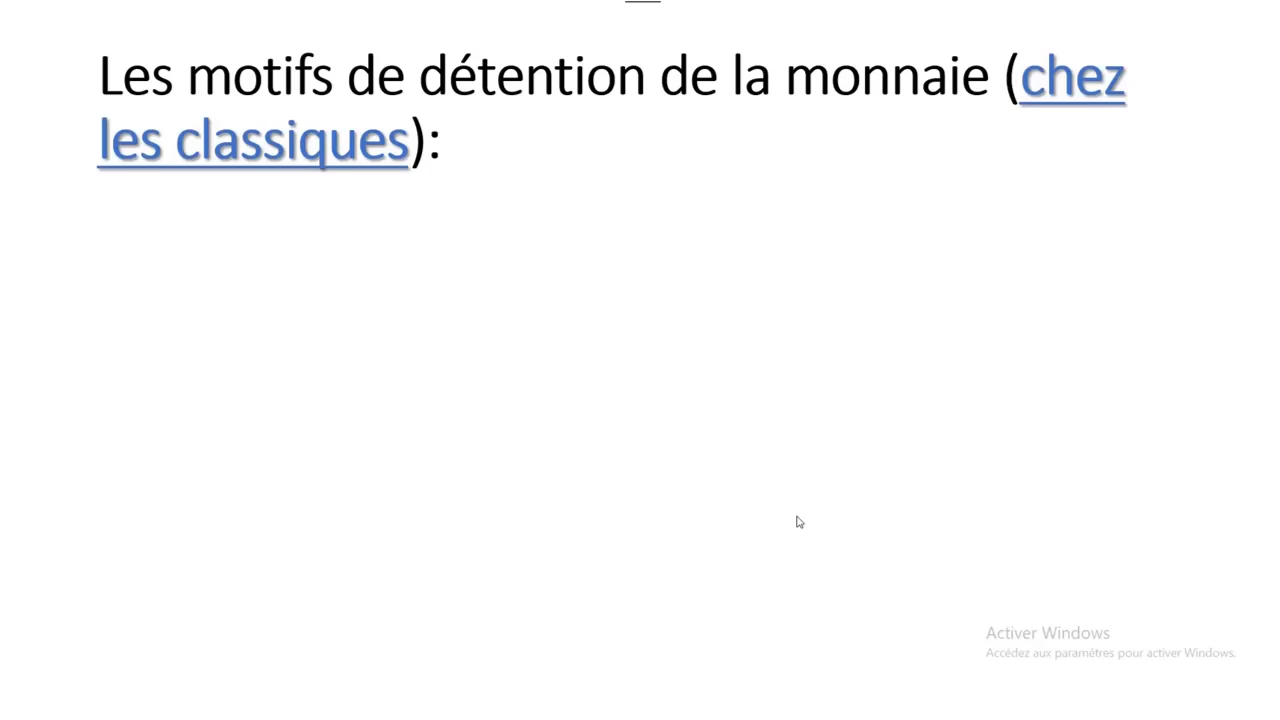 Les motifs de détention de la monnaie (chez
les classiques):
Activer Windows
Accédez aux paramètres pour activer Windows.